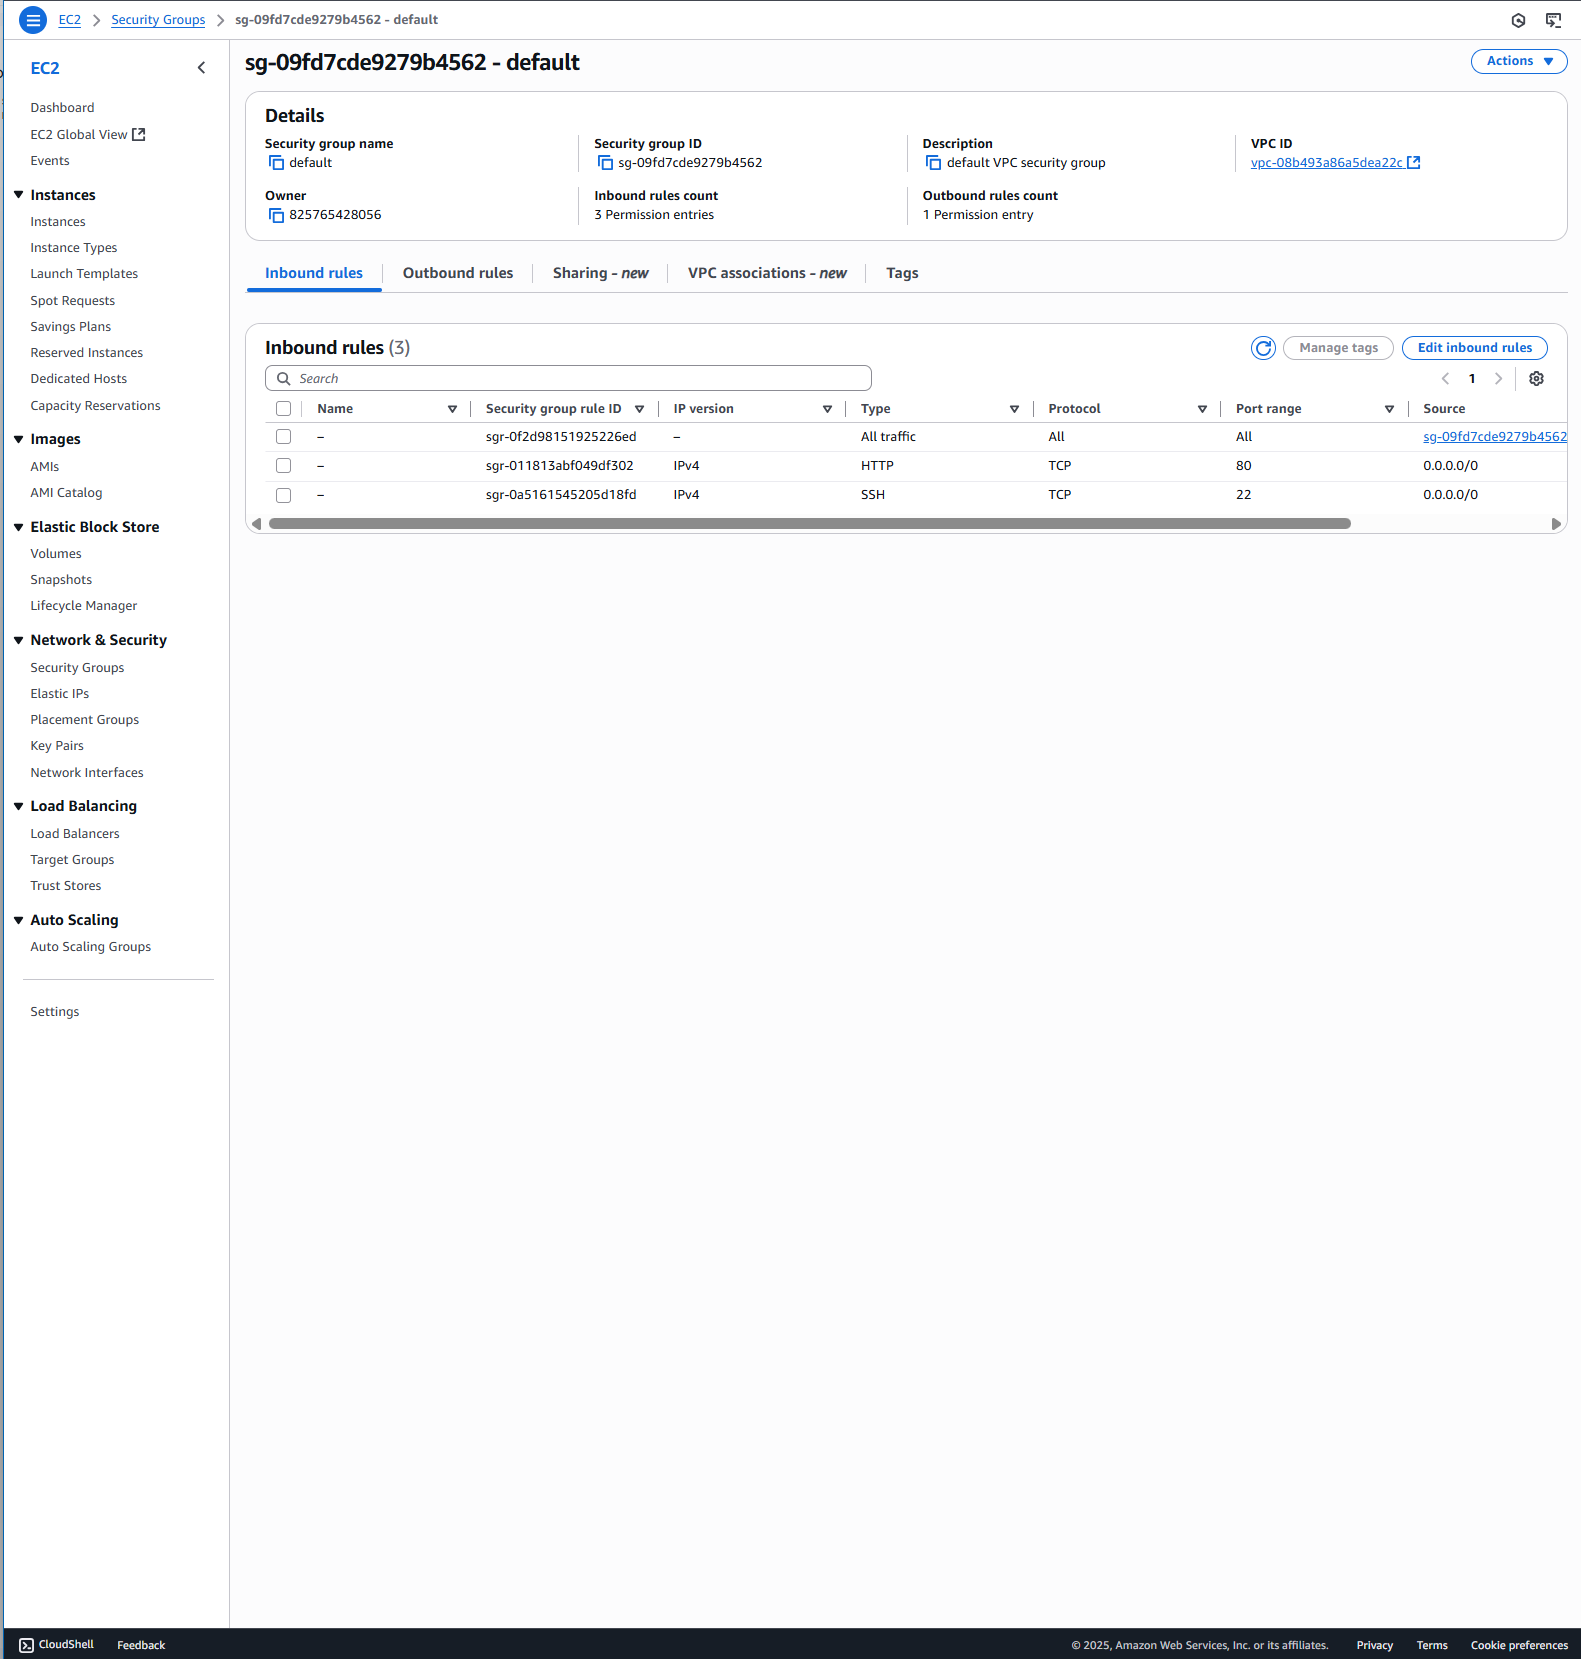 EC2 > Security Groups > sg-09fd7cde9279b4562 - default
EC2
Dashboard
EC2 Global View
Events
Instances
Instances
Instance Types
Launch Templates
Spot Requests
Savings Plans
Reserved Instances
Dedicated Hosts
Capacity Reservations
Images
AMIs
AMI Catalog
Elastic Block Store
Volumes
Snapshots
Lifecycle Manager
Network & Security
Security Groups
Elastic IPs
Placement Groups
Key Pairs
Network Interfaces
Load Balancing
Load Balancers
Target Groups
Trust Stores
Auto Scaling
Auto Scaling Groups
Settings
sg-09fd7cde9279b4562 - default
Actions
Details
Security group name
default
Security group ID
sg-09fd7cde9279b4562
Description
default VPC security group
VPC ID
vpc-08b493a86a5dea22c
Owner
825765428056
Inbound rules count
3 Permission entries
Outbound rules count
1 Permission entry
Inbound rules Outbound rules Sharing - new VPC associations - new Tags
Inbound rules (3)
Manage tags Edit inbound rules
Search
1
Name Security group rule ID IP version Type Protocol Port range Source
– sgr-0f2d98151925226ed – All traffic All All sg-09fd7cde9279b4562
– sgr-011813abf049df302 IPv4 HTTP TCP 80 0.0.0.0/0
– sgr-0a5161545205d18fd IPv4 SSH TCP 22 0.0.0.0/0
CloudShell Feedback © 2025, Amazon Web Services, Inc. or its affiliates. Privacy Terms Cookie preferences